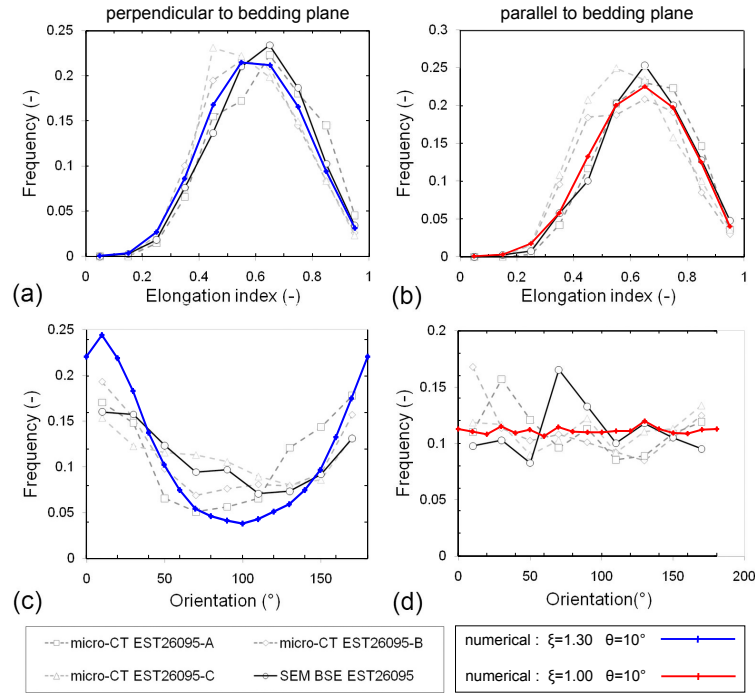 perpendicular to bedding plane
parallel to bedding plane
0.25
0.2
0.15
0.1
0.05
0
Frequency (-)
0 0.2 0.4 0.6 0.8 1
(a) Elongation index (-)
0.3
0.25
0.2
0.15
0.1
0.05
0
Frequency (-)
0 0.2 0.4 0.6 0.8 1
(b) Elongation index (-)
0.25
0.2
0.15
0.1
0.05
0
Frequency (-)
0 50 100 150
(c) Orientation (°)
0.2
0.15
0.1
0.05
0
Frequency (-)
0 50 100 150 200
(d) Orientation(°)
micro-CT EST26095-A
micro-CT EST26095-B
micro-CT EST26095-C
SEM BSE EST26095
numerical : ξ=1.30 θ=10°
numerical : ξ=1.00 θ=10°